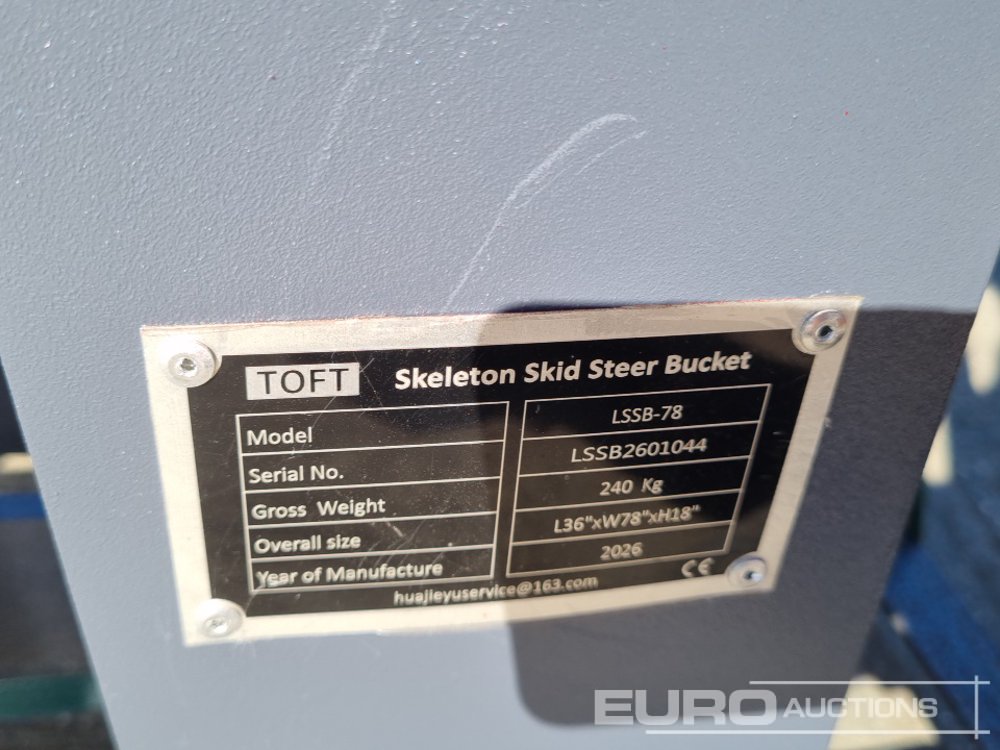 TOFT Skeleton Skid Steer Bucket
Model LSSB-78
Serial No. LSSB2601044
Gross Weight 240 Kg
Overall size L36"xW78"xH18"
Year of Manufacture 2026
huajieyuservice@163.com CE
EURO AUCTIONS